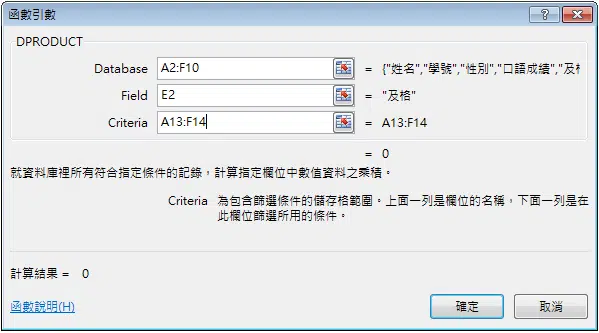 函數引數
DPRODUCT
Database A2:F10 = {"姓名","學號","性別","口語成績","及格
Field E2 = "及格"
Criteria A13:F14 = A13:F14
= 0
就資料庫裡所有符合指定條件的記錄，計算指定欄位中數值資料之乘積。
Criteria 為包含篩選條件的儲存格範圍。上面一列是欄位的名稱，下面一列是在
此欄位篩選所用的條件。
計算結果 = 0
函數說明(H) 確定 取消